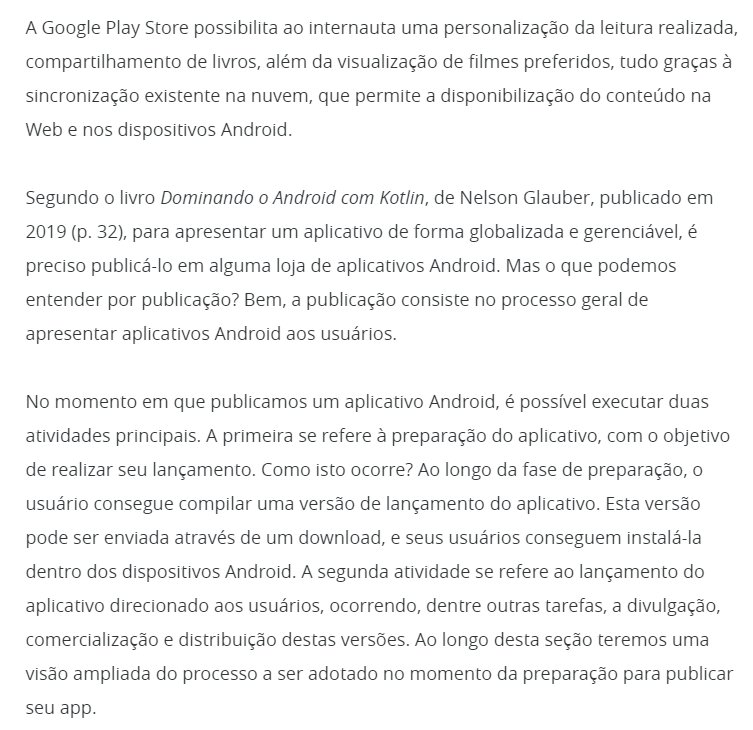 A Google Play Store possibilita ao internauta uma personalização da leitura realizada,
compartilhamento de livros, além da visualização de filmes preferidos, tudo graças à
sincronização existente na nuvem, que permite a disponibilização do conteúdo na
Web e nos dispositivos Android.
Segundo o livro Dominando o Android com Kotlin, de Nelson Glauber, publicado em
2019 (p. 32), para apresentar um aplicativo de forma globalizada e gerenciável, é
preciso publicá-lo em alguma loja de aplicativos Android. Mas o que podemos
entender por publicação? Bem, a publicação consiste no processo geral de
apresentar aplicativos Android aos usuários.
No momento em que publicamos um aplicativo Android, é possível executar duas
atividades principais. A primeira se refere à preparação do aplicativo, com o objetivo
de realizar seu lançamento. Como isto ocorre? Ao longo da fase de preparação, o
usuário consegue compilar uma versão de lançamento do aplicativo. Esta versão
pode ser enviada através de um download, e seus usuários conseguem instalá-la
dentro dos dispositivos Android. A segunda atividade se refere ao lançamento do
aplicativo direcionado aos usuários, ocorrendo, dentre outras tarefas, a divulgação,
comercialização e distribuição destas versões. Ao longo desta seção teremos uma
visão ampliada do processo a ser adotado no momento da preparação para publicar
seu app.